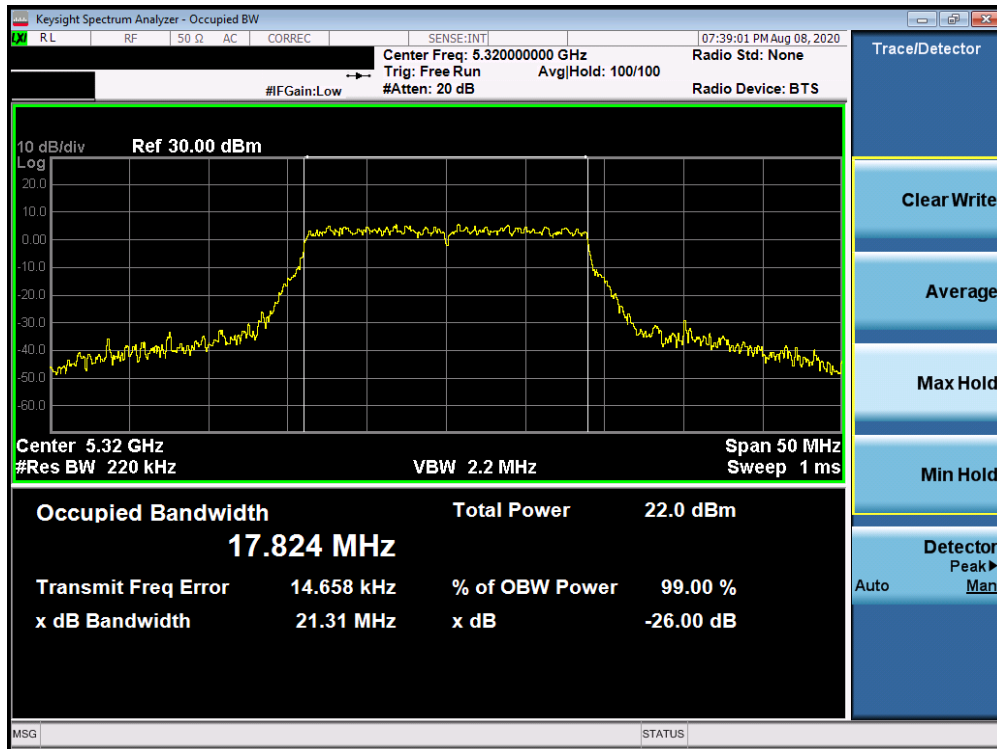 Keysight Spectrum Analyzer - Occupied BW
LXI RL RF 50 Ω AC CORREC SENSE:INT 07:39:01 PM Aug 08, 2020
Center Freq: 5.320000000 GHz Radio Std: None
Trig: Free Run Avg|Hold: 100/100
#IFGain:Low #Atten: 20 dB Radio Device: BTS
Trace/Detector
10 dB/div Ref 30.00 dBm
Log
20.0
10.0
0.00
-10.0
-20.0
-30.0
-40.0
-50.0
-60.0
Center 5.32 GHz Span 50 MHz
#Res BW 220 kHz VBW 2.2 MHz Sweep 1 ms
Occupied Bandwidth Total Power 22.0 dBm
17.824 MHz
Transmit Freq Error 14.658 kHz % of OBW Power 99.00 %
x dB Bandwidth 21.31 MHz x dB -26.00 dB
Clear Write
Average
Max Hold
Min Hold
Detector
Peak▶
Auto Man
MSG STATUS